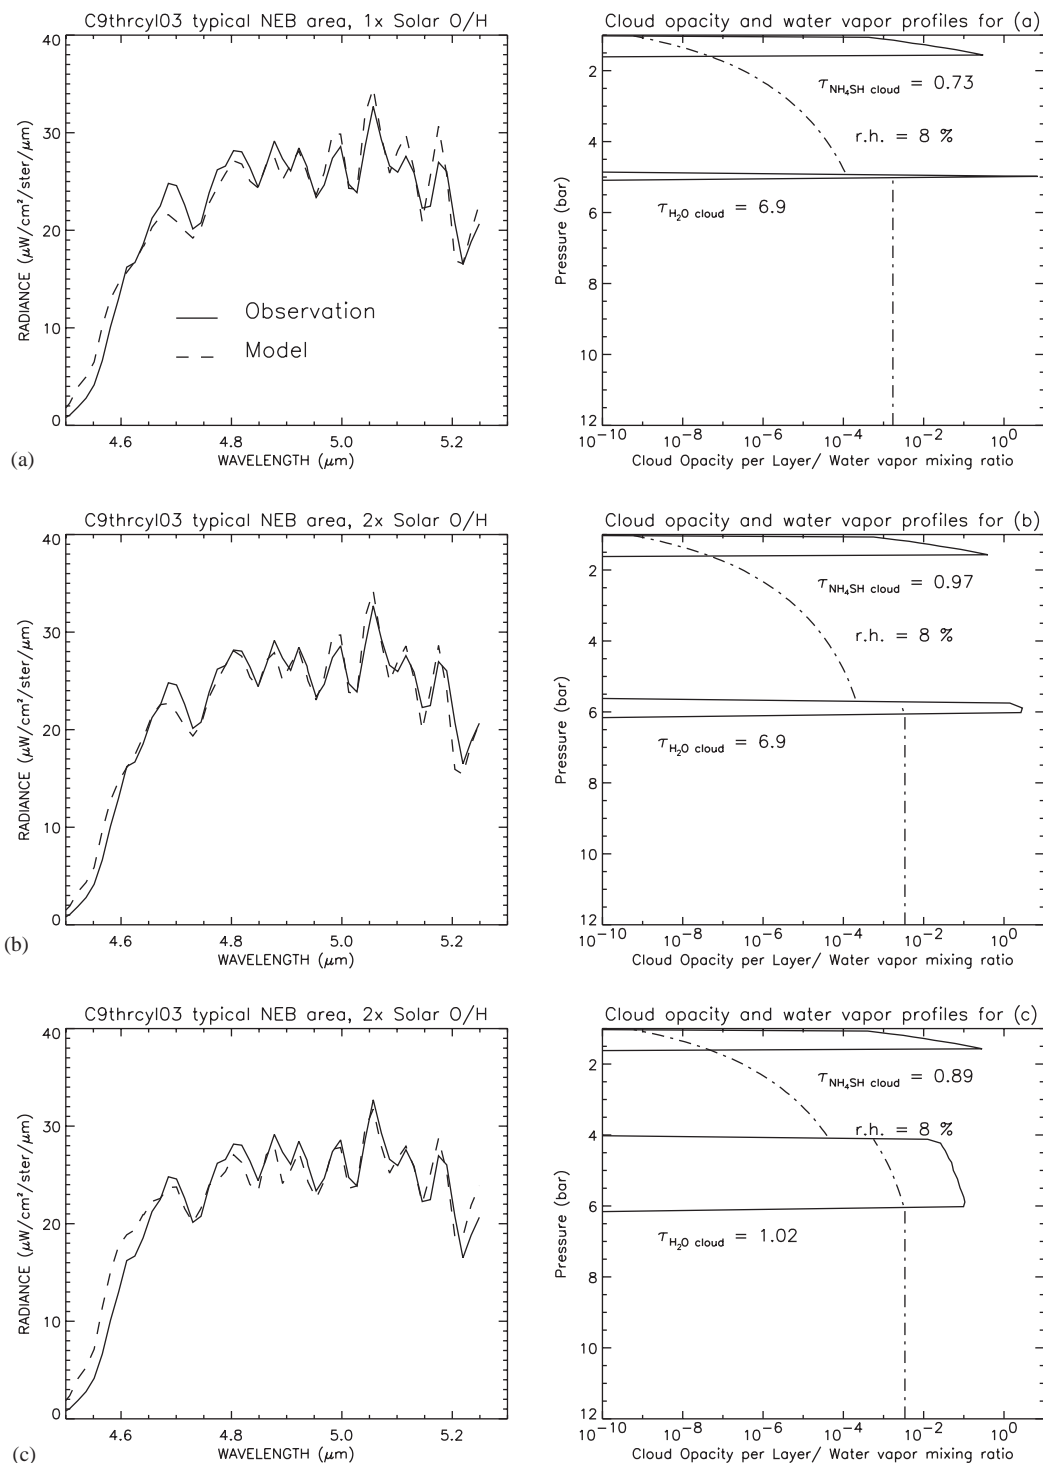 C9thrcyl03 typical NEB area, 1x Solar O/H
40
30
20
10
0
RADIANCE (μW/cm²/ster/μm)
Observation
Model
4.6 4.8 5.0 5.2
WAVELENGTH (μm)
(a)
Cloud opacity and water vapor profiles for (a)
2
4
6
8
10
12
Pressure (bar)
τNH₄SH cloud = 0.73
r.h. = 8 %
τH₂O cloud = 6.9
10⁻¹⁰ 10⁻⁸ 10⁻⁶ 10⁻⁴ 10⁻² 10⁰
Cloud Opacity per Layer/ Water vapor mixing ratio
C9thrcyl03 typical NEB area, 2x Solar O/H
40
30
20
10
0
RADIANCE (μW/cm²/ster/μm)
4.6 4.8 5.0 5.2
WAVELENGTH (μm)
(b)
Cloud opacity and water vapor profiles for (b)
2
4
6
8
10
12
Pressure (bar)
τNH₄SH cloud = 0.97
r.h. = 8 %
τH₂O cloud = 6.9
10⁻¹⁰ 10⁻⁸ 10⁻⁶ 10⁻⁴ 10⁻² 10⁰
Cloud Opacity per Layer/ Water vapor mixing ratio
C9thrcyl03 typical NEB area, 2x Solar O/H
40
30
20
10
0
RADIANCE (μW/cm²/ster/μm)
4.6 4.8 5.0 5.2
WAVELENGTH (μm)
(c)
Cloud opacity and water vapor profiles for (c)
2
4
6
8
10
12
Pressure (bar)
τNH₄SH cloud = 0.89
r.h. = 8 %
τH₂O cloud = 1.02
10⁻¹⁰ 10⁻⁸ 10⁻⁶ 10⁻⁴ 10⁻² 10⁰
Cloud Opacity per Layer/ Water vapor mixing ratio